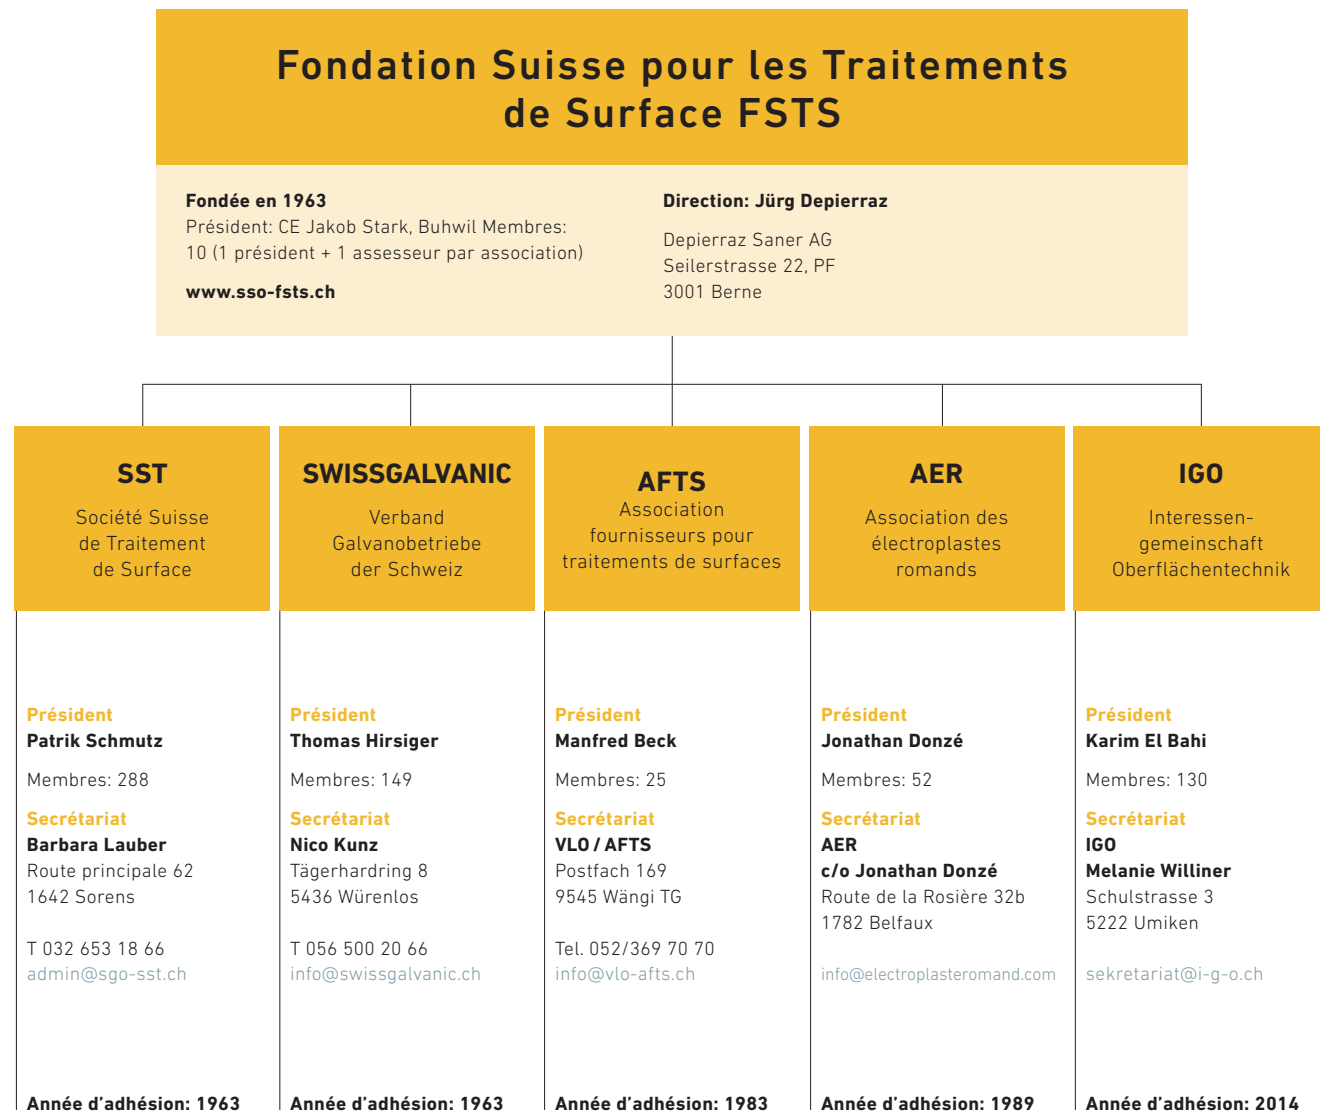 Fondation Suisse pour les Traitements
de Surface FSTS
Fondée en 1963
Président: CE Jakob Stark, Buhwil Membres:
10 (1 président + 1 assesseur par association)
www.sso-fsts.ch
Direction: Jürg Depierraz
Depierraz Saner AG
Seilerstrasse 22, PF
3001 Berne
SST
Société Suisse
de Traitement
de Surface
Président
Patrik Schmutz
Membres: 288
Secrétariat
Barbara Lauber
Route principale 62
1642 Sorens
T 032 653 18 66
admin@sgo-sst.ch
Année d'adhésion: 1963
SWISSGALVANIC
Verband
Galvanobetriebe
der Schweiz
Président
Thomas Hirsiger
Membres: 149
Secrétariat
Nico Kunz
Tägerhardring 8
5436 Würenlos
T 056 500 20 66
info@swissgalvanic.ch
Année d'adhésion: 1963
AFTS
Association
fournisseurs pour
traitements de surfaces
Président
Manfred Beck
Membres: 25
Secrétariat
VLO / AFTS
Postfach 169
9545 Wängi TG
Tel. 052/369 70 70
info@vlo-afts.ch
Année d'adhésion: 1983
AER
Association des
électroplastes
romands
Président
Jonathan Donzé
Membres: 52
Secrétariat
AER
c/o Jonathan Donzé
Route de la Rosière 32b
1782 Belfaux
info@electroplasteromand.com
Année d'adhésion: 1989
IGO
Interessen-
gemeinschaft
Oberflächentechnik
Président
Karim El Bahi
Membres: 130
Secrétariat
IGO
Melanie Williner
Schulstrasse 3
5222 Umiken
sekretariat@i-g-o.ch
Année d'adhésion: 2014